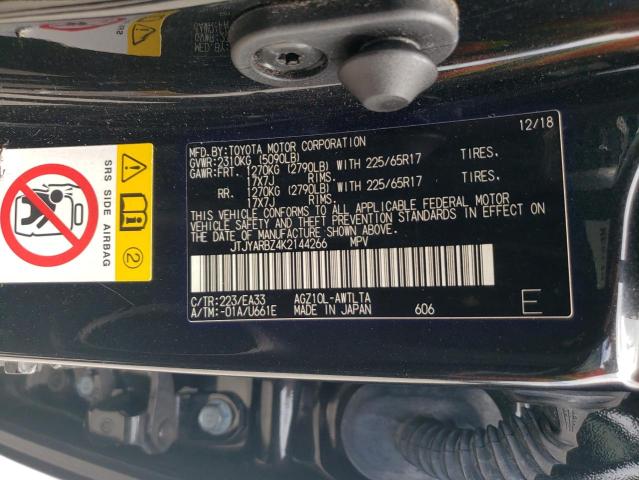 MFD.BY:TOYOTA MOTOR CORPORATION 12/18
GVWR:2310KG (5090LB)
GAWR:FRT. 1270KG (2790LB) WITH 225/65R17 TIRES.
17X7J RIMS.
RR. 1270KG (2790LB) WITH 225/65R17 TIRES.
17X7J RIMS.
THIS VEHICLE CONFORMS TO ALL APPLICABLE FEDERAL MOTOR
VEHICLE SAFETY AND THEFT PREVENTION STANDARDS IN EFFECT
ON THE DATE OF MANUFACTURE SHOWN ABOVE.
JTJYARBZ4K2144266 MPV
C/TR:223/EA33 AGZ10L-AWTLTA
A/TM:-01A/U661E MADE IN JAPAN 606 E
SRS SIDE AIRBAG
2